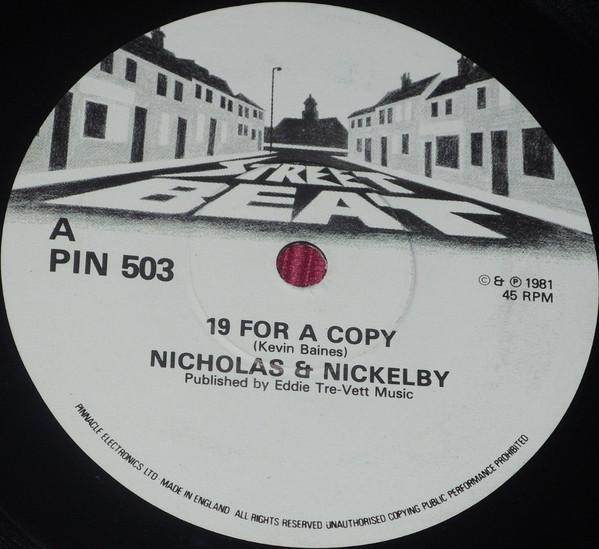 STREET
BEAT
A
PIN 503
© & ℗ 1981
45 RPM
19 FOR A COPY
(Kevin Baines)
NICHOLAS & NICKELBY
Published by Eddie Tre-Vett Music
PINNACLE ELECTRONICS LTD MADE IN ENGLAND ALL RIGHTS RESERVED UNAUTHORISED COPYING PUBLIC PERFORMANCE PROHIBITED